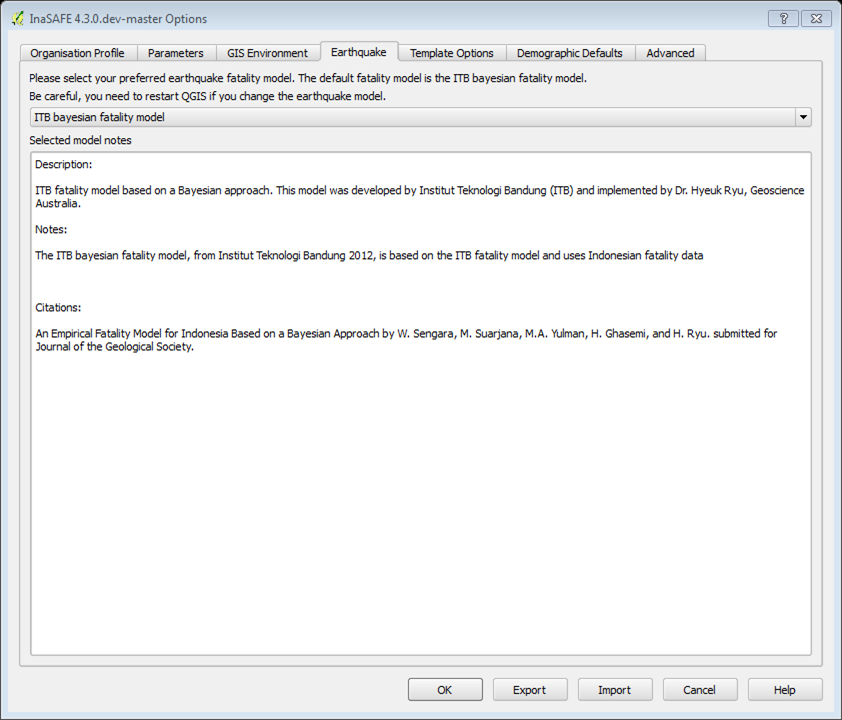 InaSAFE 4.3.0.dev-master Options
Organisation Profile
Parameters
GIS Environment
Earthquake
Template Options
Demographic Defaults
Advanced
Please select your preferred earthquake fatality model. The default fatality model is the ITB bayesian fatality model.
Be careful, you need to restart QGIS if you change the earthquake model.
ITB bayesian fatality model
Selected model notes
Description:
ITB fatality model based on a Bayesian approach. This model was developed by Institut Teknologi Bandung (ITB) and implemented by Dr. Hyeuk Ryu, Geoscience
Australia.
Notes:
The ITB bayesian fatality model, from Institut Teknologi Bandung 2012, is based on the ITB fatality model and uses Indonesian fatality data
Citations:
An Empirical Fatality Model for Indonesia Based on a Bayesian Approach by W. Sengara, M. Suarjana, M.A. Yulman, H. Ghasemi, and H. Ryu. submitted for
Journal of the Geological Society.
OK
Export
Import
Cancel
Help